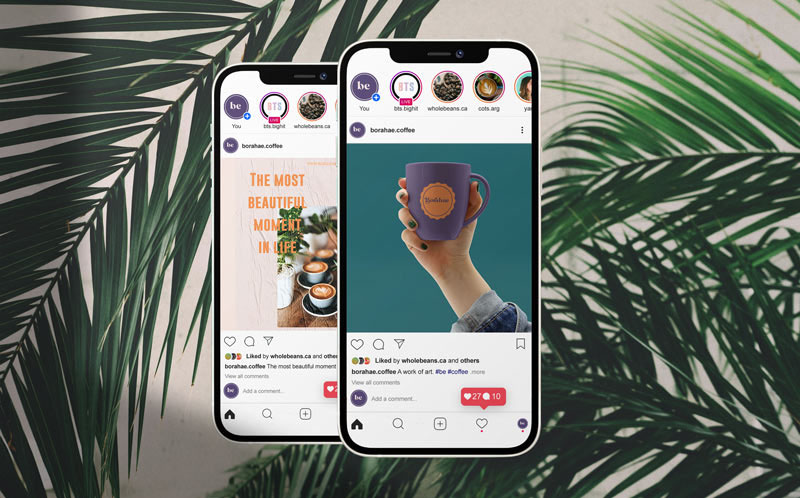 be
BTS
LIVE
You
bts.bighit
wholebeans.ca
be
borahae.coffee
THE MOST
BEAUTIFUL
MOMENT
IN LIFE
Liked by wholebeans.ca and others
borahae.coffee The most beautiful moment
View all comments
be
Add a comment...
be
BTS
LIVE
You
bts.bighit
wholebeans.ca
cots.arg
be
borahae.coffee
Borahae
Liked by wholebeans.ca and others
borahae.coffee A work of art. #be #coffee .more
View all comments
be
Add a comment...
27 10
be